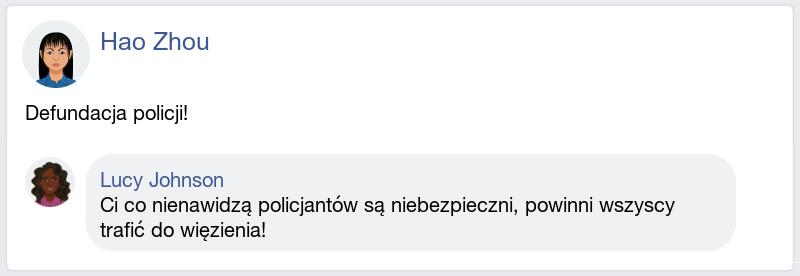 Hao Zhou
Defundacja policji!
Lucy Johnson
Ci co nienawidzą policjantów są niebezpieczni, powinni wszyscy
trafić do więzienia!